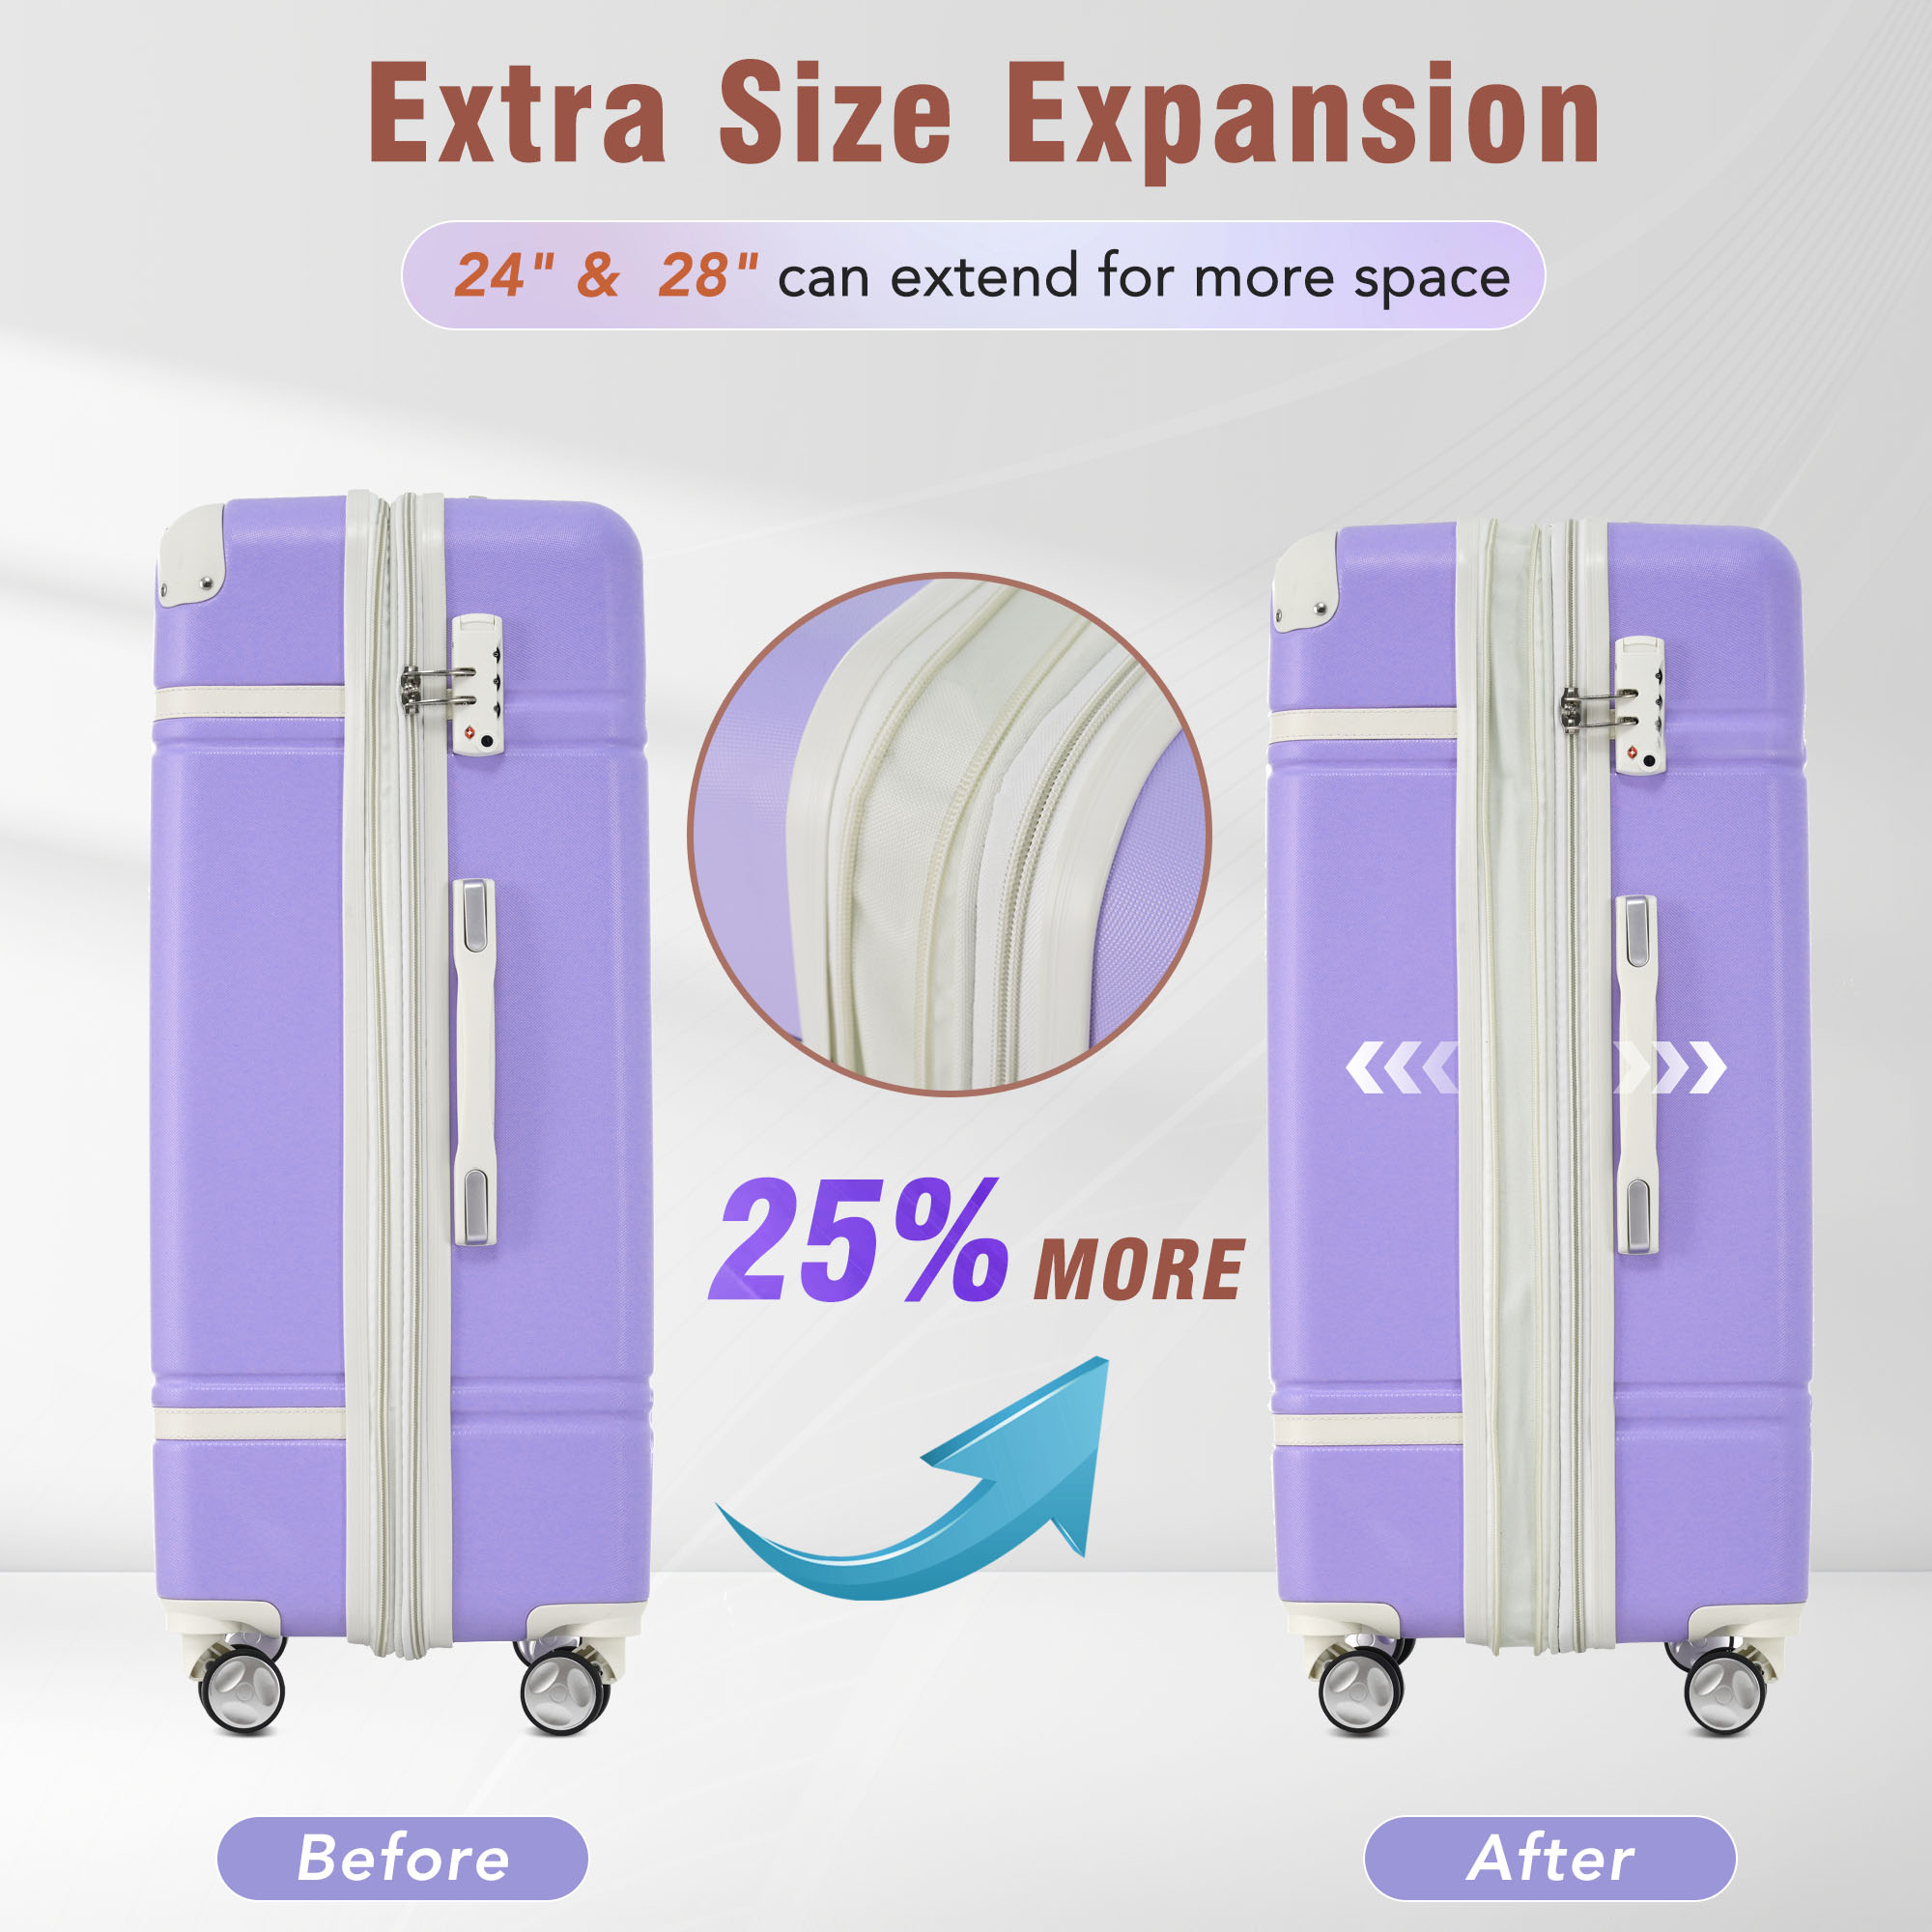 Extra Size Expansion
24" & 28" can extend for more space
25% MORE
Before
After